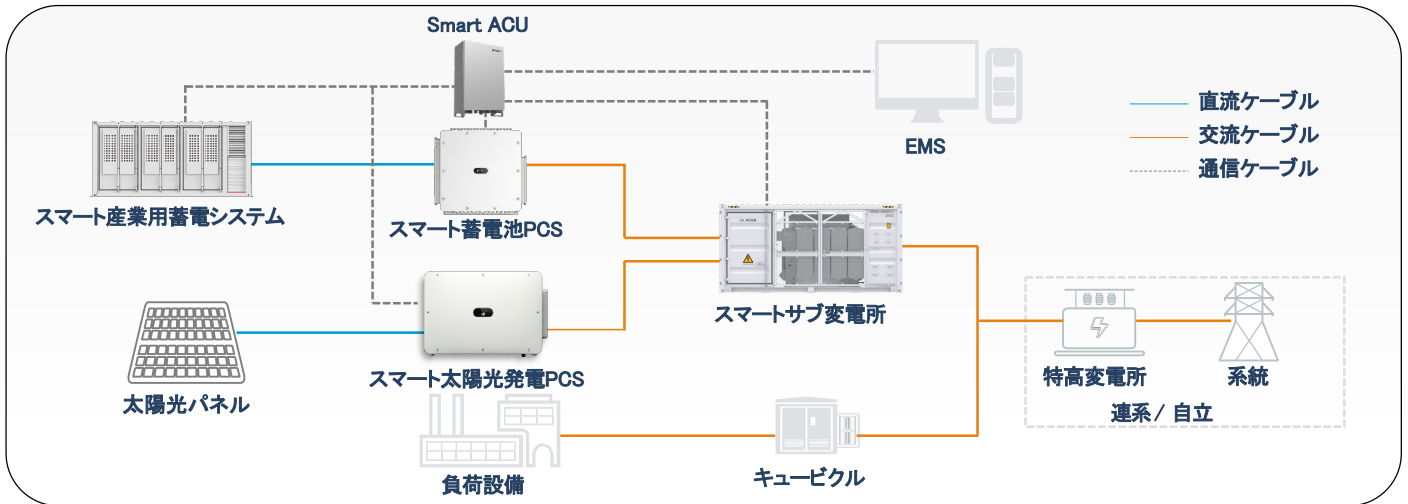 Smart ACU
EMS
直流ケーブル
交流ケーブル
通信ケーブル
スマート産業用蓄電システム
スマート蓄電池PCS
スマートサブ変電所
スマート太陽光発電PCS
太陽光パネル
特高変電所
系統
連系/ 自立
負荷設備
キュービクル